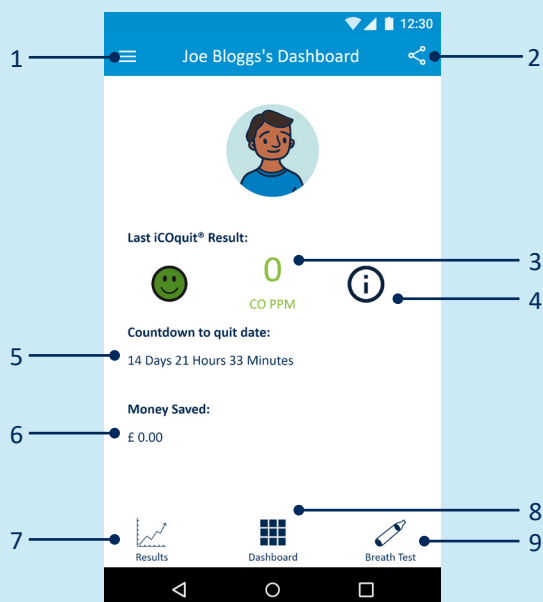 12:30
1
Joe Bloggs's Dashboard
2
Last iCOquit® Result:
0
3
CO PPM
4
Countdown to quit date:
5
14 Days 21 Hours 33 Minutes
Money Saved:
6
£ 0.00
8
7
9
Results Dashboard Breath Test